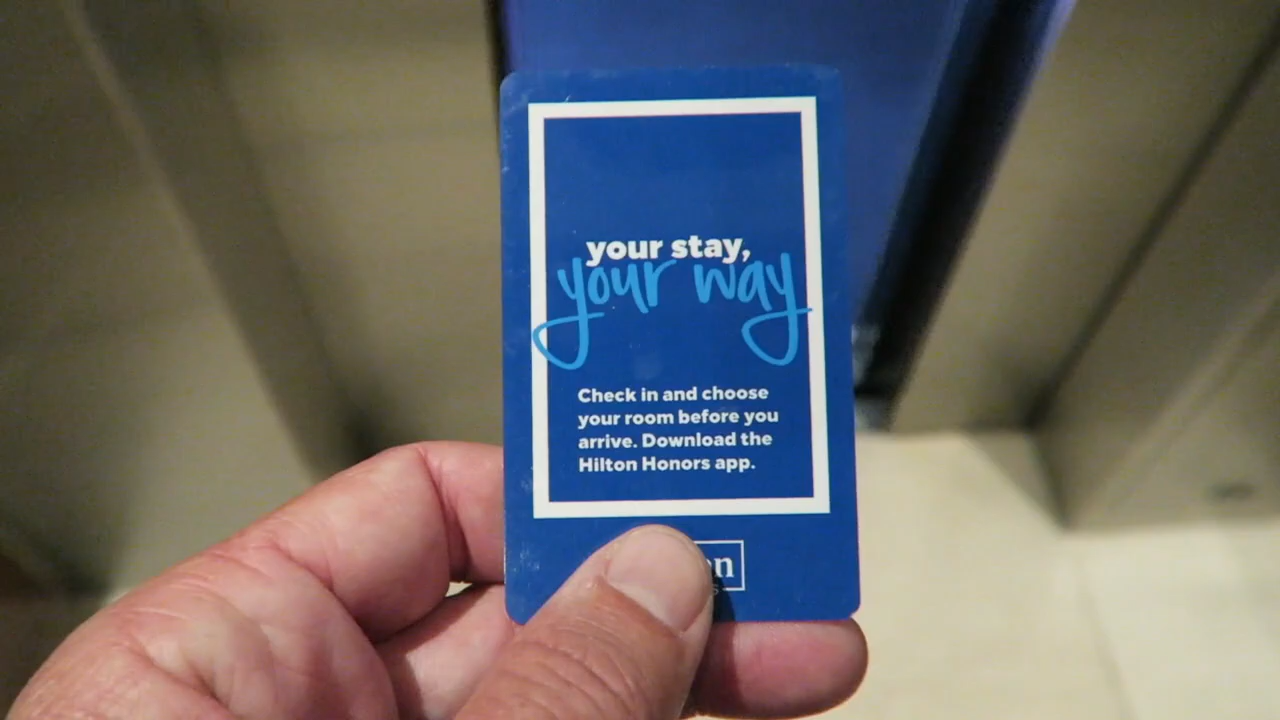 your stay,
your way
Check in and choose
your room before you
arrive. Download the
Hilton Honors app.